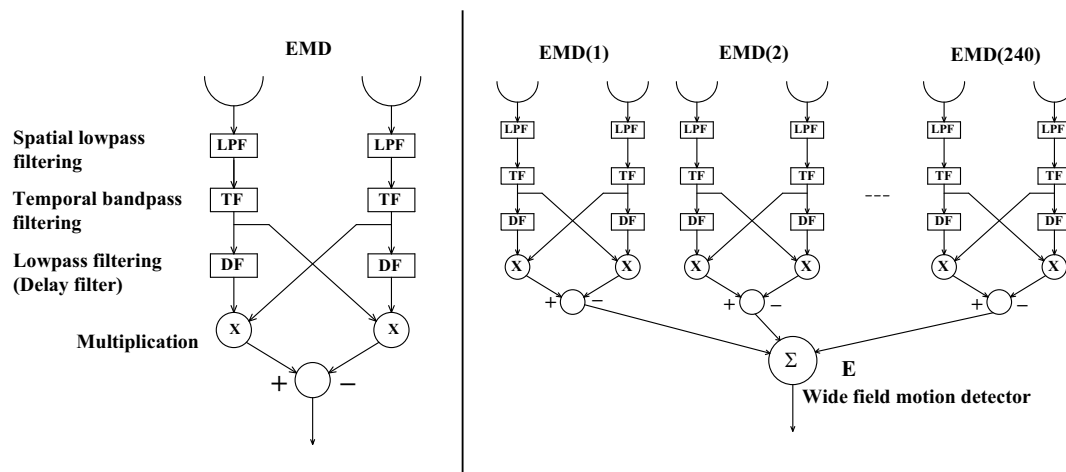 EMD
Spatial lowpass
filtering
LPF LPF
Temporal bandpass
filtering
TF TF
Lowpass filtering
(Delay filter)
DF DF
Multiplication
X X
+ −
EMD(1) EMD(2) EMD(240)
LPF LPF LPF LPF LPF LPF
TF TF TF TF TF TF
---
DF DF DF DF DF DF
X X X X X X
+ − + − + −
Σ
E
Wide field motion detector